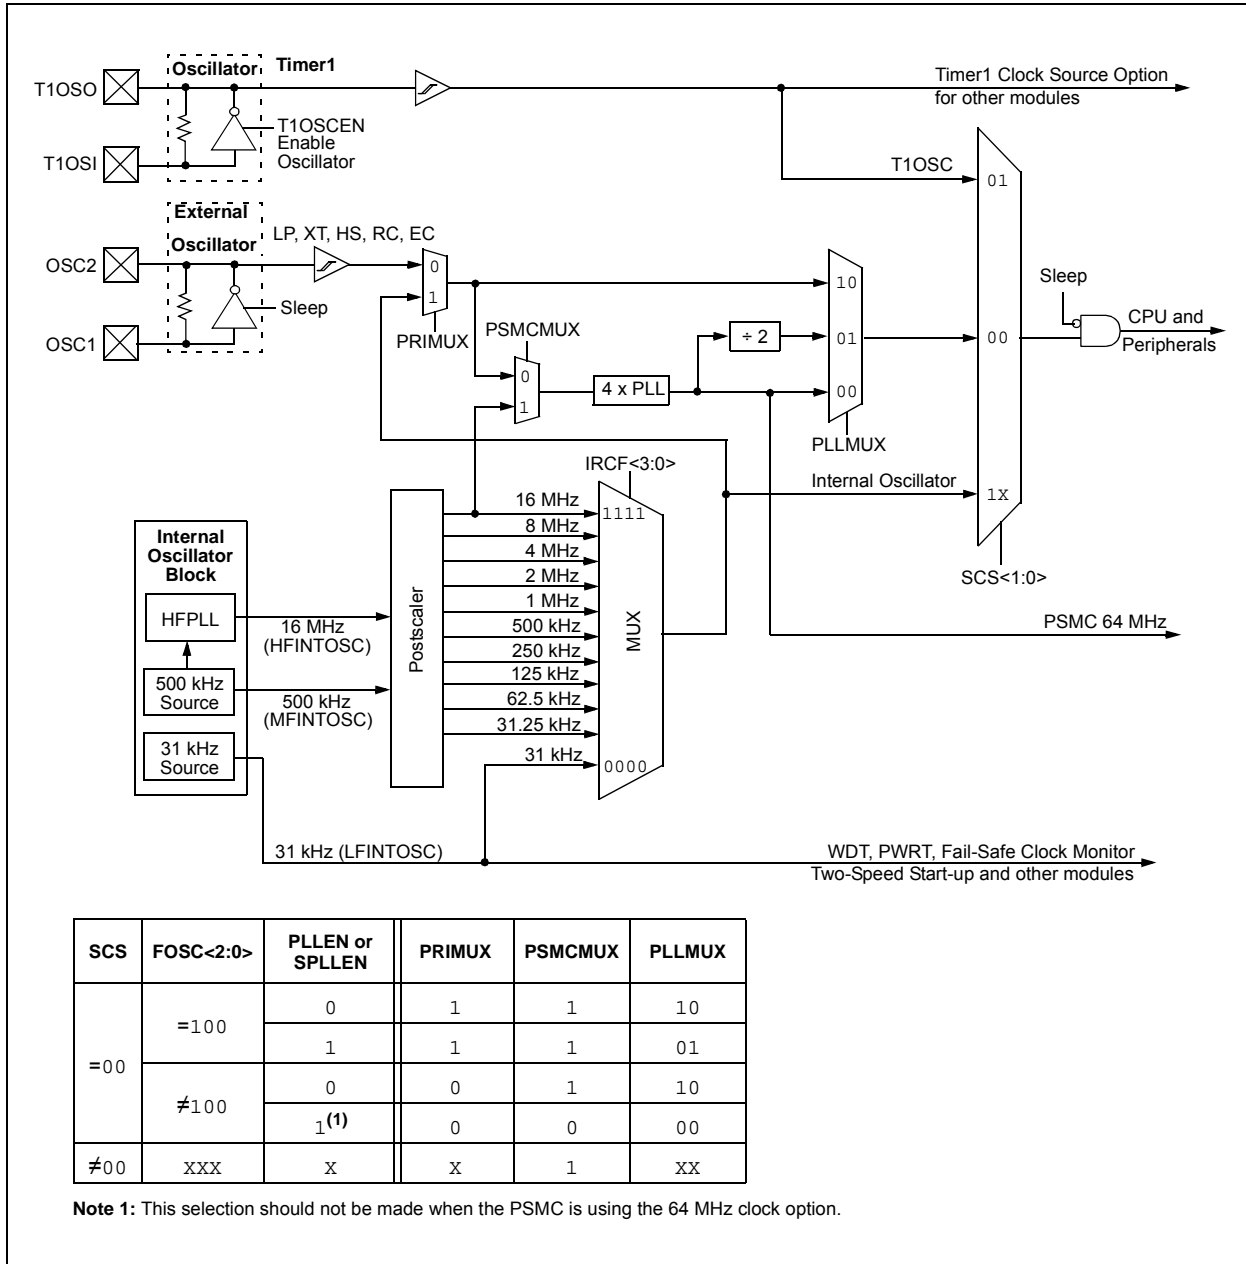 Oscillator Timer1
T1OSO
Timer1 Clock Source Option
for other modules
T1OSCEN
Enable
Oscillator
T1OSI
T1OSC
01
External
Oscillator
LP, XT, HS, RC, EC
OSC2
0
1
10
Sleep
Sleep
PRIMUX
PSMCMUX
OSC1
÷ 2
01
00
CPU and
Peripherals
0
1
4 x PLL
00
PLLMUX
IRCF<3:0>
Internal Oscillator
1X
SCS<1:0>
Internal
Oscillator
Block
HFPLL
500 kHz
Source
31 kHz
Source
16 MHz
(HFINTOSC)
500 kHz
(MFINTOSC)
Postscaler
16 MHz
8 MHz
4 MHz
2 MHz
1 MHz
500 kHz
250 kHz
125 kHz
62.5 kHz
31.25 kHz
31 kHz
1111
MUX
0000
PSMC 64 MHz
31 kHz (LFINTOSC)
WDT, PWRT, Fail-Safe Clock Monitor
Two-Speed Start-up and other modules
SCS FOSC<2:0> PLLEN or SPLLEN PRIMUX PSMCMUX PLLMUX
=00 =100 0 1 1 10
1 1 1 01
≠100 0 0 1 10
1(1) 0 0 00
≠00 XXX X X 1 XX
Note 1: This selection should not be made when the PSMC is using the 64 MHz clock option.